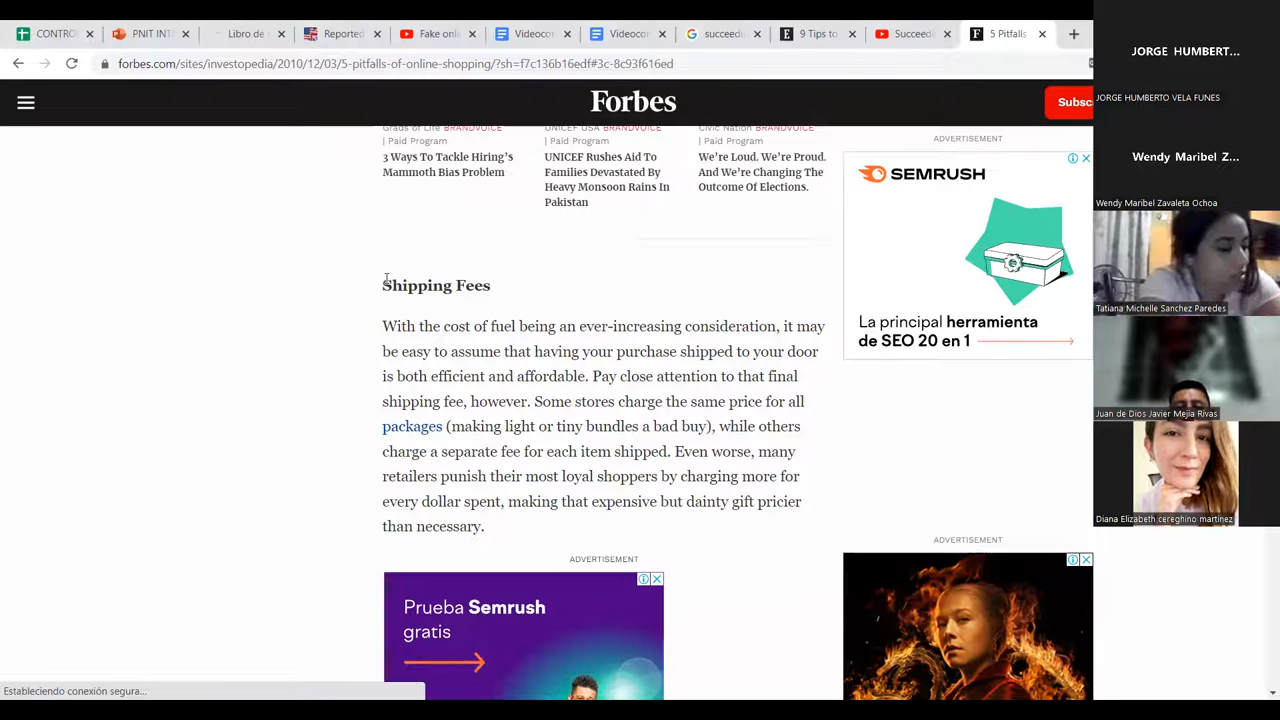 CONTRO
PNIT INT
Libro de
Reported
Fake onli
Videocor
Videocor
succeedi
9 Tips to
Succeedi
5 Pitfalls
forbes.com/sites/investopedia/2010/12/03/5-pitfalls-of-online-shopping/?sh=f7c136b16edf#3c-8c93f616ed
Forbes
Subsc
Grads of Life BRANDVOICE
| Paid Program
3 Ways To Tackle Hiring's
Mammoth Bias Problem
UNICEF USA BRANDVOICE
| Paid Program
UNICEF Rushes Aid To
Families Devastated By
Heavy Monsoon Rains In
Pakistan
Civic Nation BRANDVOICE
| Paid Program
We're Loud. We're Proud.
And We're Changing The
Outcome Of Elections.
ADVERTISEMENT
SEMRUSH
La principal herramienta
de SEO 20 en 1
Shipping Fees
With the cost of fuel being an ever-increasing consideration, it may
be easy to assume that having your purchase shipped to your door
is both efficient and affordable. Pay close attention to that final
shipping fee, however. Some stores charge the same price for all
packages (making light or tiny bundles a bad buy), while others
charge a separate fee for each item shipped. Even worse, many
retailers punish their most loyal shoppers by charging more for
every dollar spent, making that expensive but dainty gift pricier
than necessary.
ADVERTISEMENT
Prueba Semrush
gratis
ADVERTISEMENT
Estableciendo conexión segura...
JORGE HUMBERT...
JORGE HUMBERTO VELA FUNES
Wendy Maribel Z...
Wendy Maribel Zavaleta Ochoa
Tatiana Michelle Sanchez Paredes
Juan de Dios Javier Mejia Rivas
Diana Elizabeth cereghino martinez